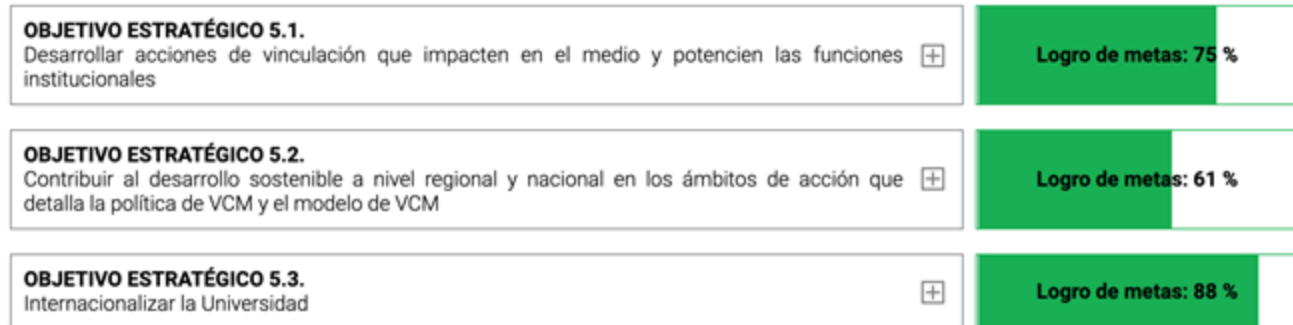 OBJETIVO ESTRATÉGICO 5.1.
Desarrollar acciones de vinculación que impacten en el medio y potencien las funciones
institucionales
Logro de metas: 75 %
OBJETIVO ESTRATÉGICO 5.2.
Contribuir al desarrollo sostenible a nivel regional y nacional en los ámbitos de acción que
detalla la política de VCM y el modelo de VCM
Logro de metas: 61 %
OBJETIVO ESTRATÉGICO 5.3.
Internacionalizar la Universidad
Logro de metas: 88 %